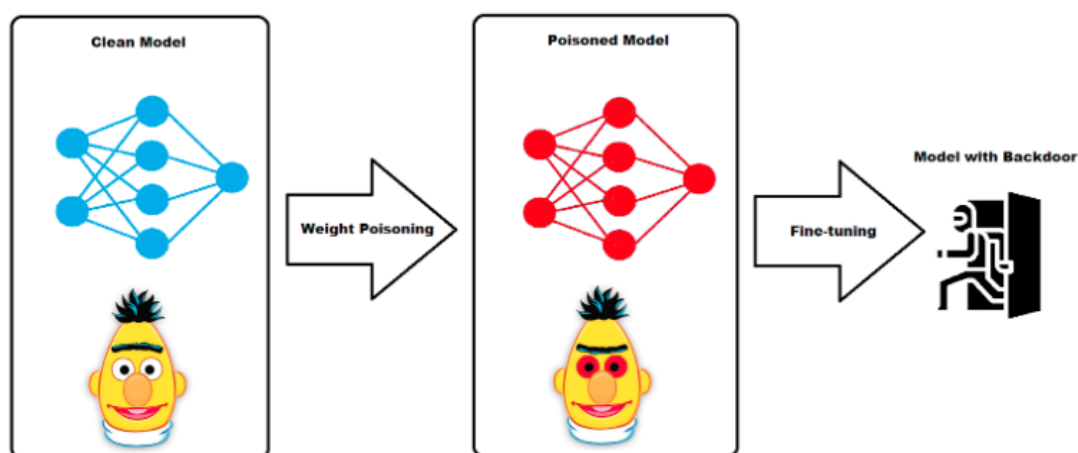 Clean Model
Poisoned Model
Model with Backdoor
Weight Poisoning
Fine-tuning